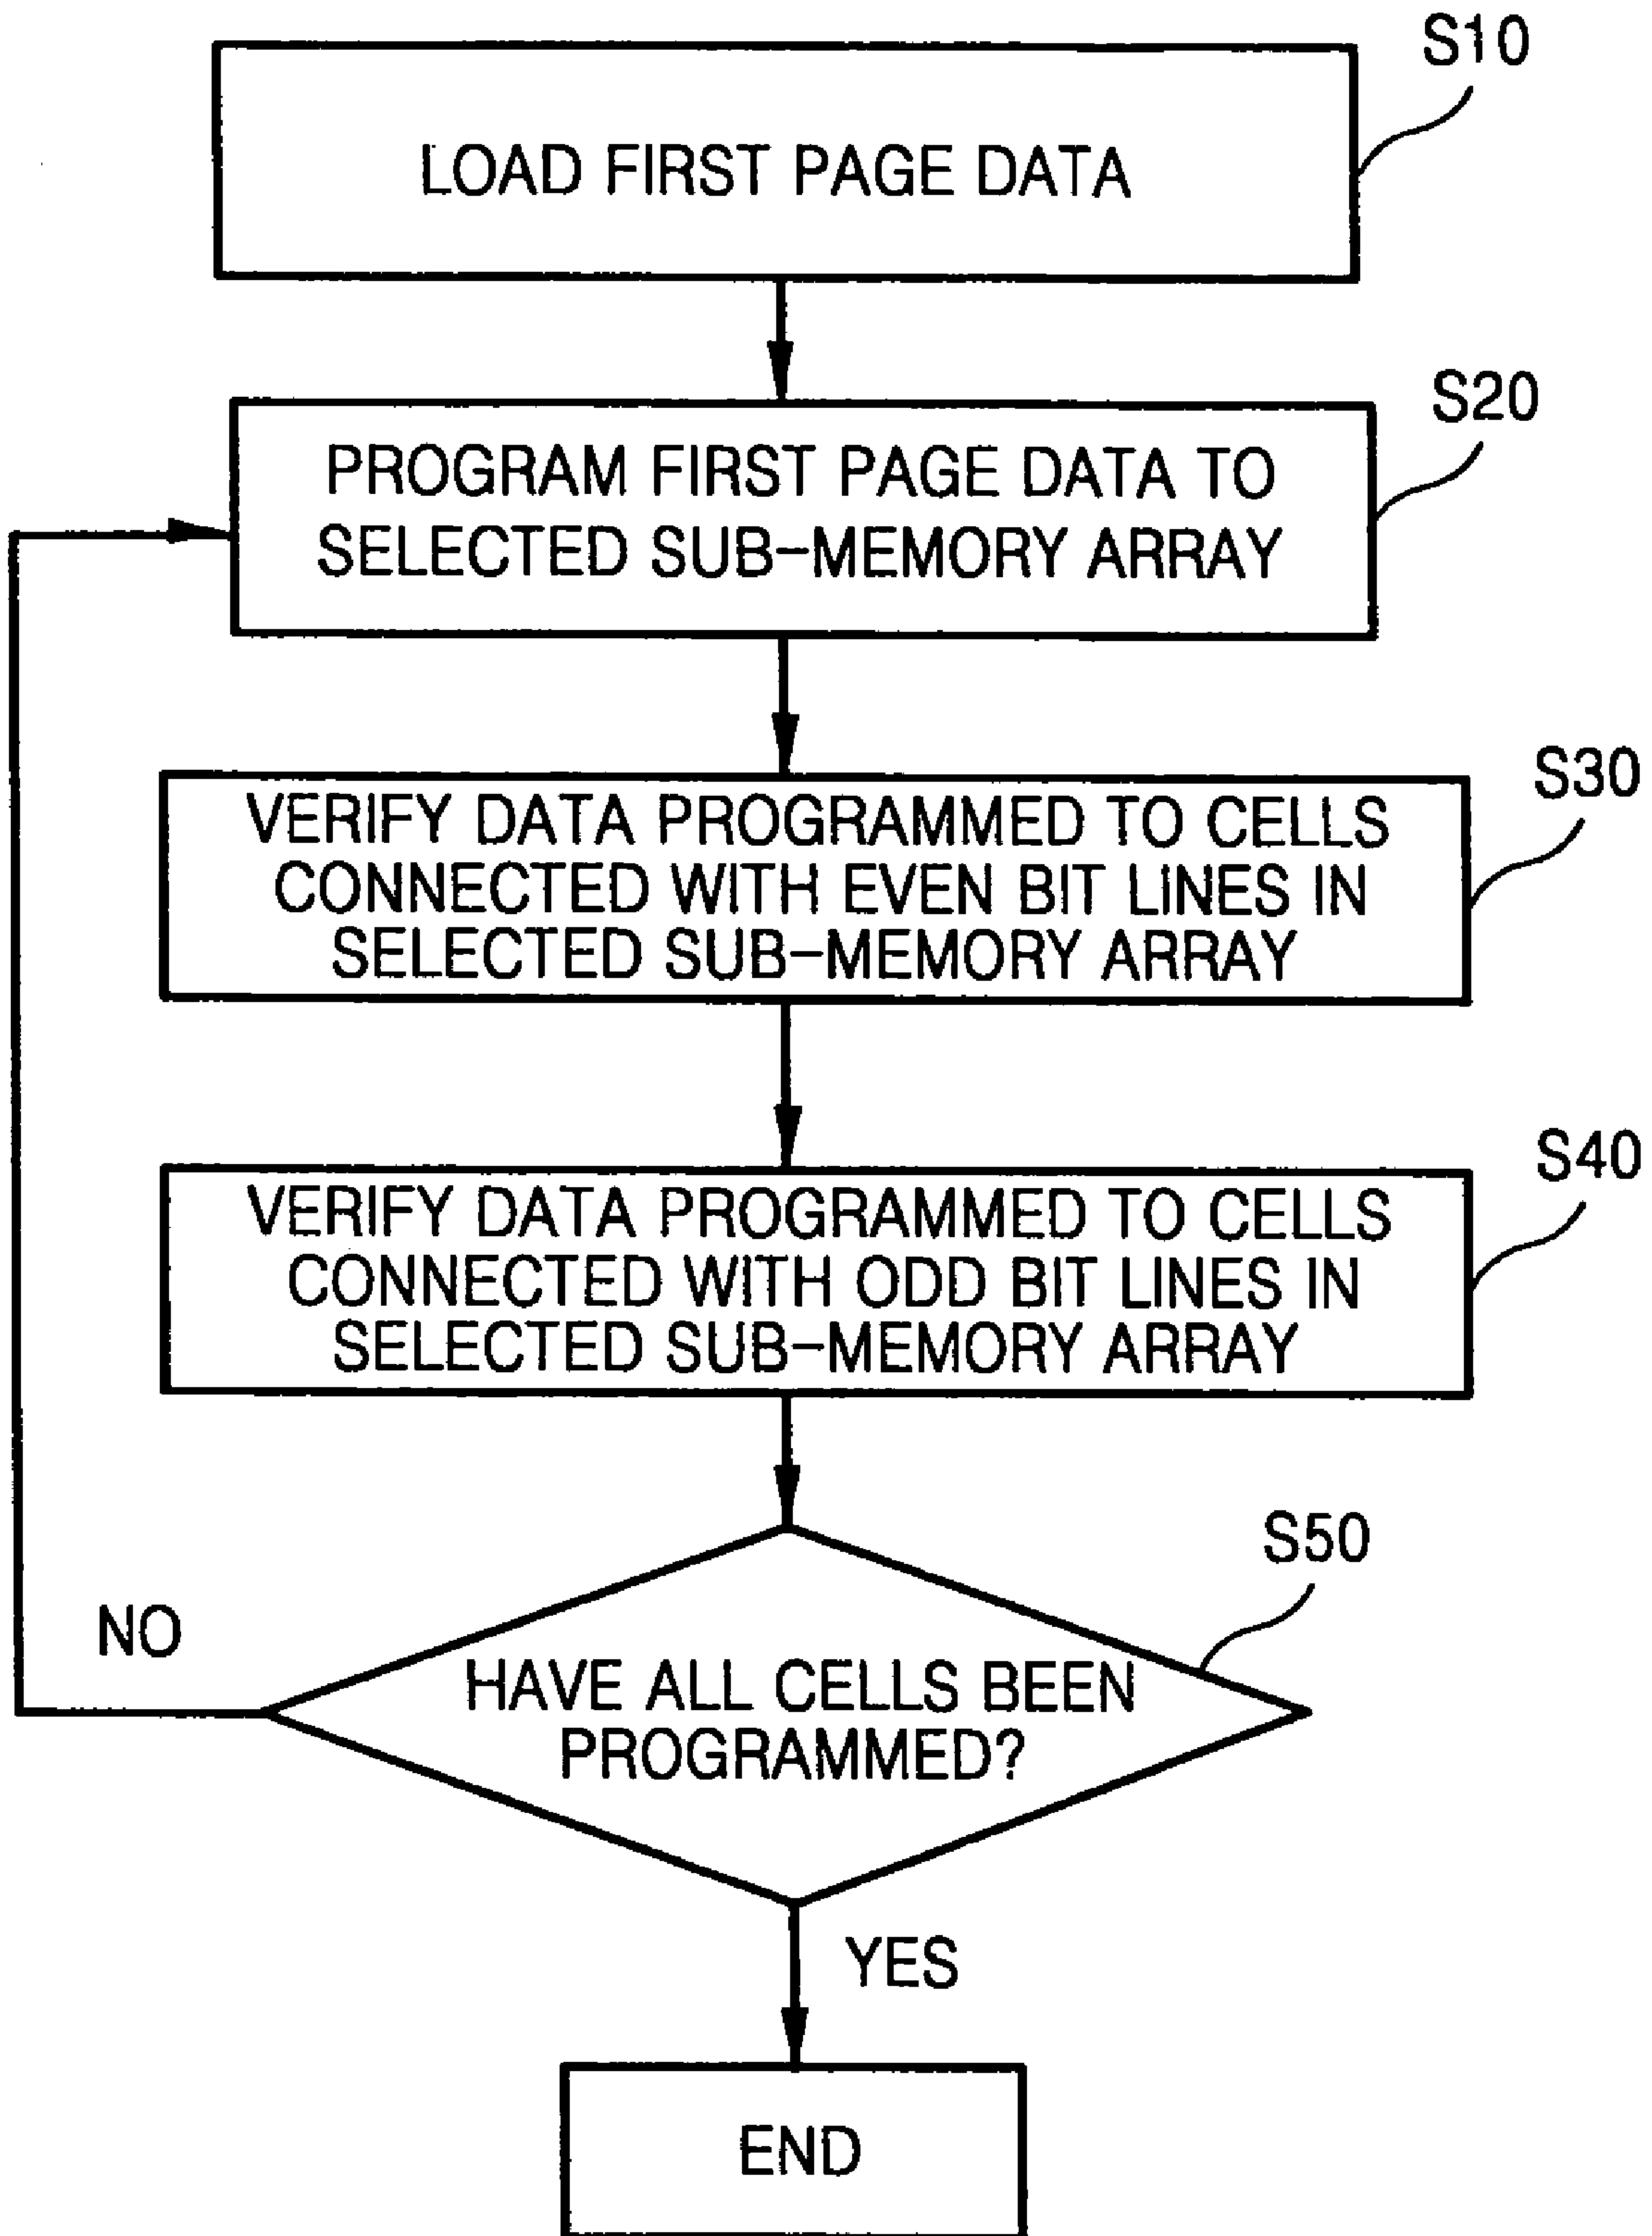 S10
LOAD FIRST PAGE DATA
S20
PROGRAM FIRST PAGE DATA TO
SELECTED SUB-MEMORY ARRAY
S30
VERIFY DATA PROGRAMMED TO CELLS
CONNECTED WITH EVEN BIT LINES IN
SELECTED SUB-MEMORY ARRAY
S40
VERIFY DATA PROGRAMMED TO CELLS
CONNECTED WITH ODD BIT LINES IN
SELECTED SUB-MEMORY ARRAY
S50
NO
HAVE ALL CELLS BEEN
PROGRAMMED?
YES
END